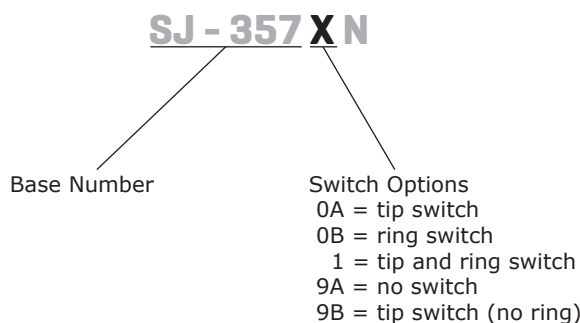 SJ - 357 X N
Base Number
Switch Options
0A = tip switch
0B = ring switch
1 = tip and ring switch
9A = no switch
9B = tip switch (no ring)